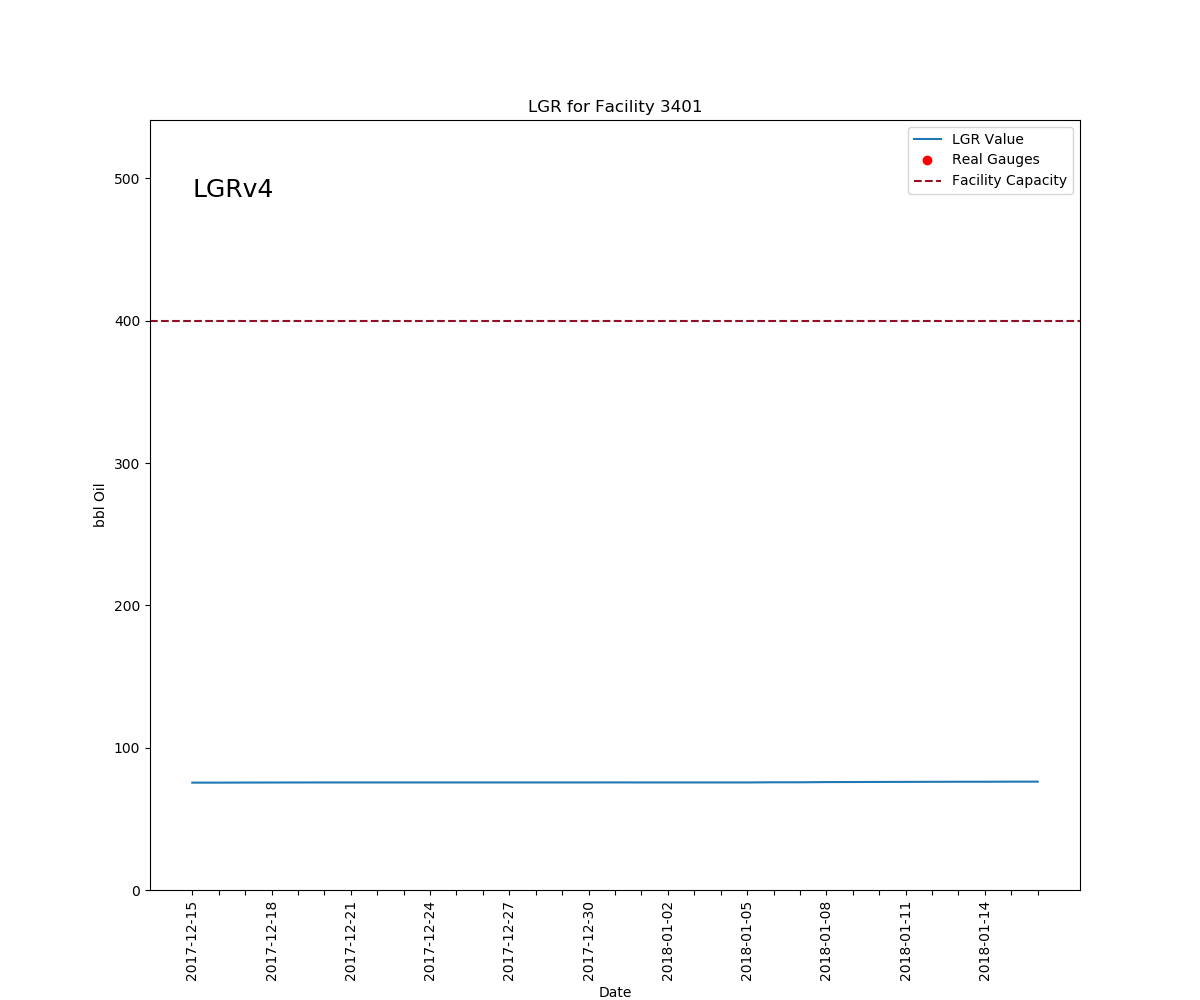 LGR for Facility 3401
LGRv4
LGR Value
Real Gauges
Facility Capacity
bbl Oil
500
400
300
200
100
0
2017-12-15
2017-12-18
2017-12-21
2017-12-24
2017-12-27
2017-12-30
2018-01-02
2018-01-05
2018-01-08
2018-01-11
2018-01-14
Date